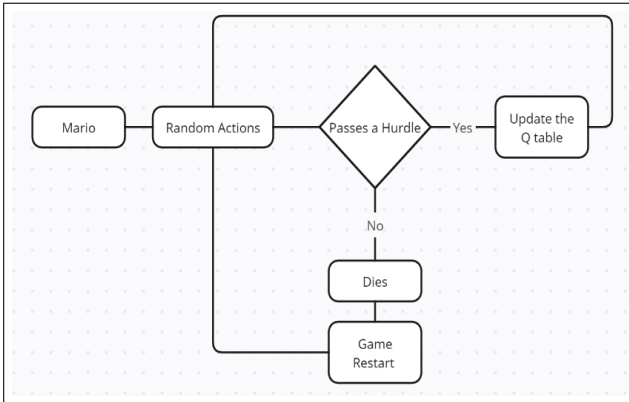 Mario
Random Actions
Passes a Hurdle
Yes
Update the
Q table
No
Dies
Game
Restart